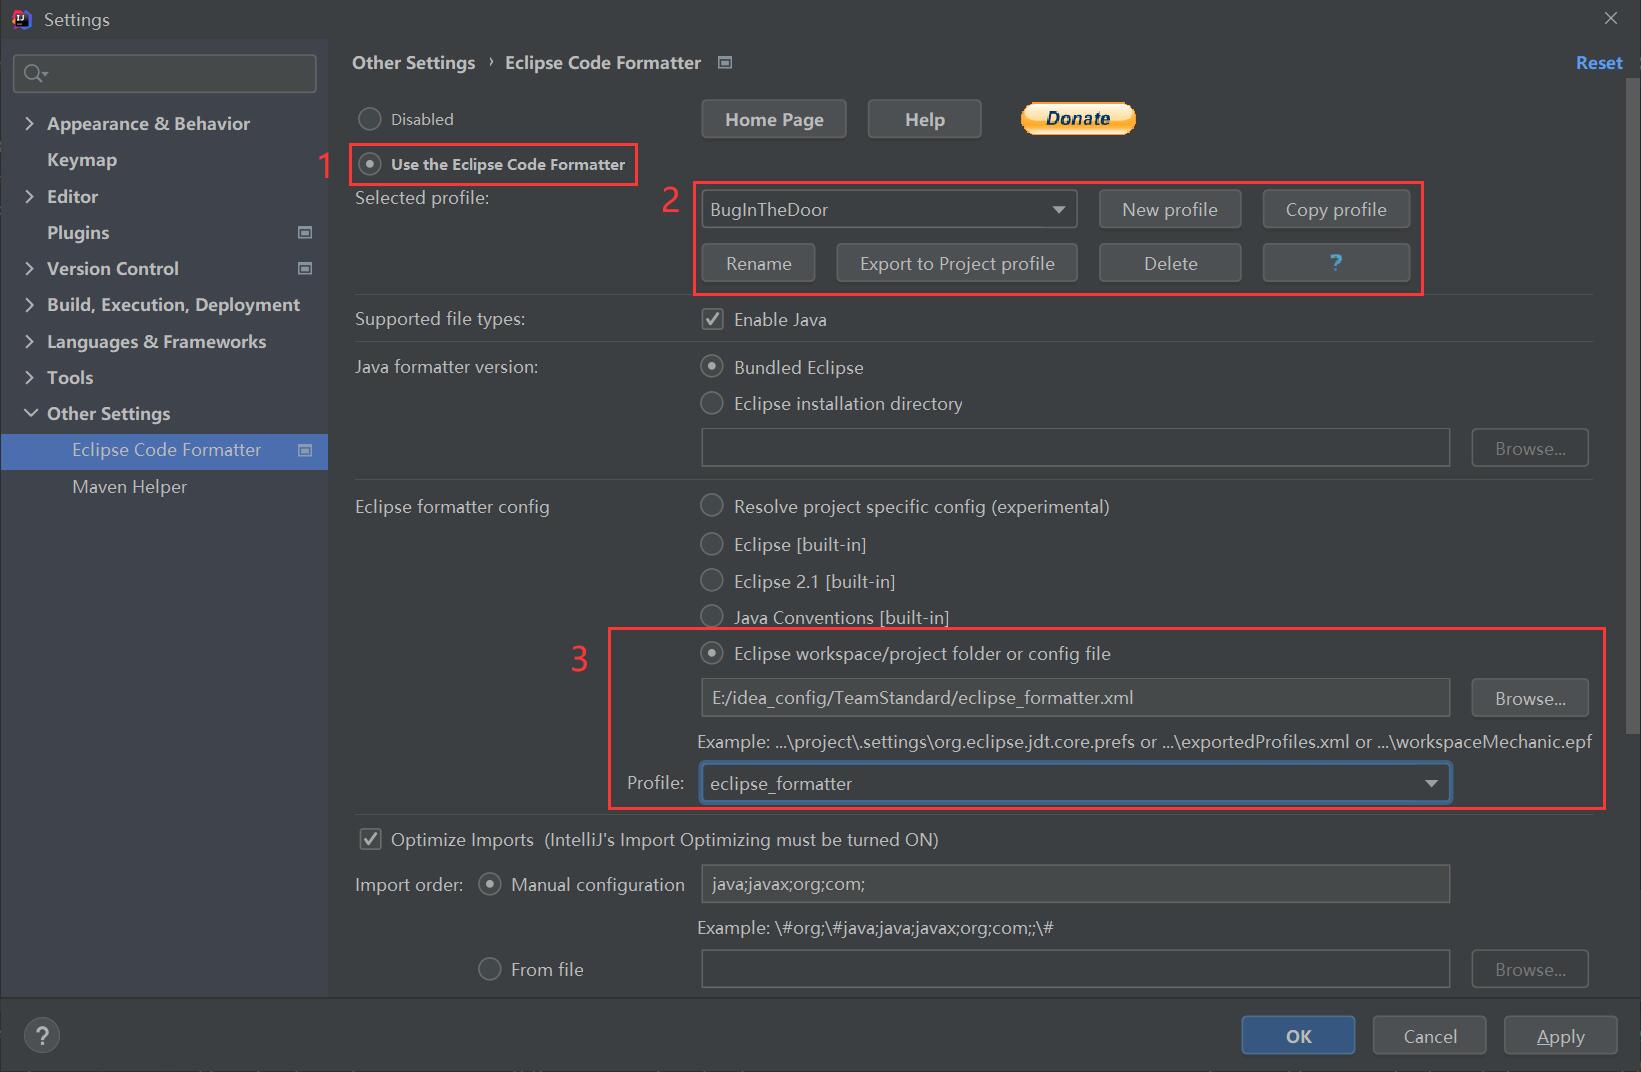 Settings
Other Settings › Eclipse Code Formatter
Reset
Appearance & Behavior
Keymap
Editor
Plugins
Version Control
Build, Execution, Deployment
Languages & Frameworks
Tools
Other Settings
Eclipse Code Formatter
Maven Helper
Disabled
Home Page
Help
Donate
1
Use the Eclipse Code Formatter
Selected profile:
2
BugInTheDoor
New profile
Copy profile
Rename
Export to Project profile
Delete
?
Supported file types:
Enable Java
Java formatter version:
Bundled Eclipse
Eclipse installation directory
Browse...
Eclipse formatter config
Resolve project specific config (experimental)
Eclipse [built-in]
Eclipse 2.1 [built-in]
Java Conventions [built-in]
3
Eclipse workspace/project folder or config file
E:/idea_config/TeamStandard/eclipse_formatter.xml
Browse...
Example: ...\project\.settings\org.eclipse.jdt.core.prefs or ...\exportedProfiles.xml or ...\workspaceMechanic.epf
Profile:
eclipse_formatter
Optimize Imports (IntelliJ's Import Optimizing must be turned ON)
Import order:
Manual configuration
java;javax;org;com;
Example: \#org;\#java;java;javax;org;com;;\#
From file
Browse...
?
OK
Cancel
Apply